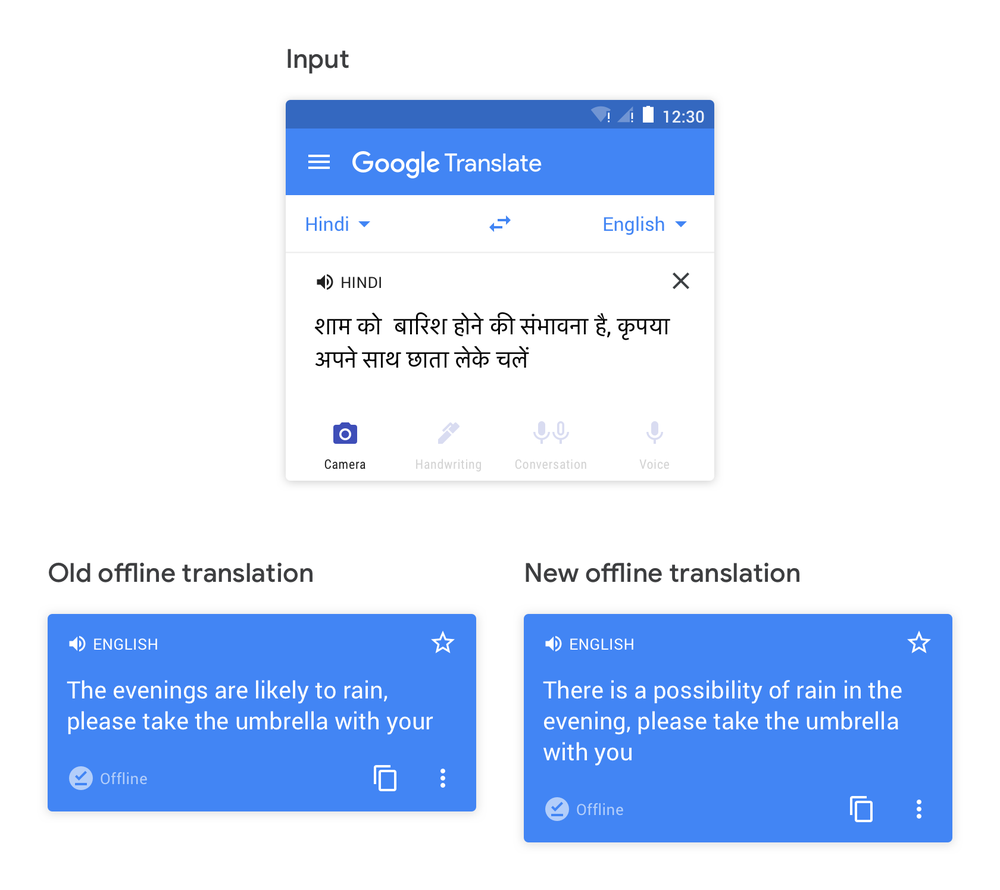 Input
12:30
Google Translate
Hindi English
HINDI
शाम को  बारिश होने की संभावना है, कृपया
अपने साथ छाता लेके चलें
Camera Handwriting Conversation Voice
Old offline translation
ENGLISH
The evenings are likely to rain,
please take the umbrella with your
Offline
New offline translation
ENGLISH
There is a possibility of rain in the
evening, please take the umbrella
with you
Offline